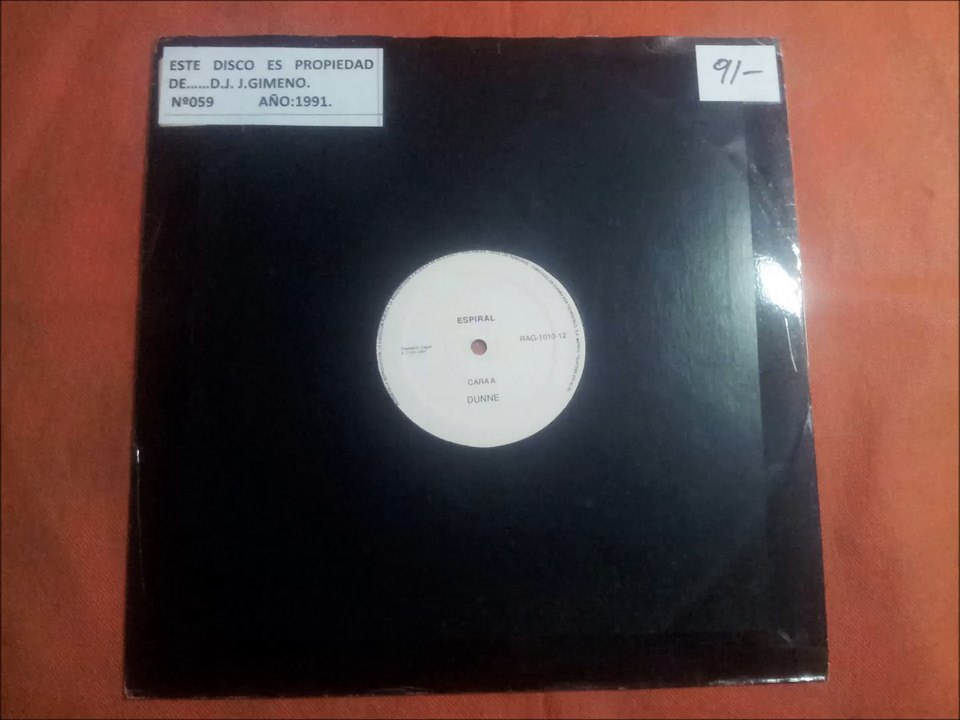 ESTE DISCO ES PROPIEDAD
DE......D.J. J.GIMENO.
Nº059 AÑO:1991.
91-
ESPIRAL
RAG-1010-12
CARA A
DUNNE